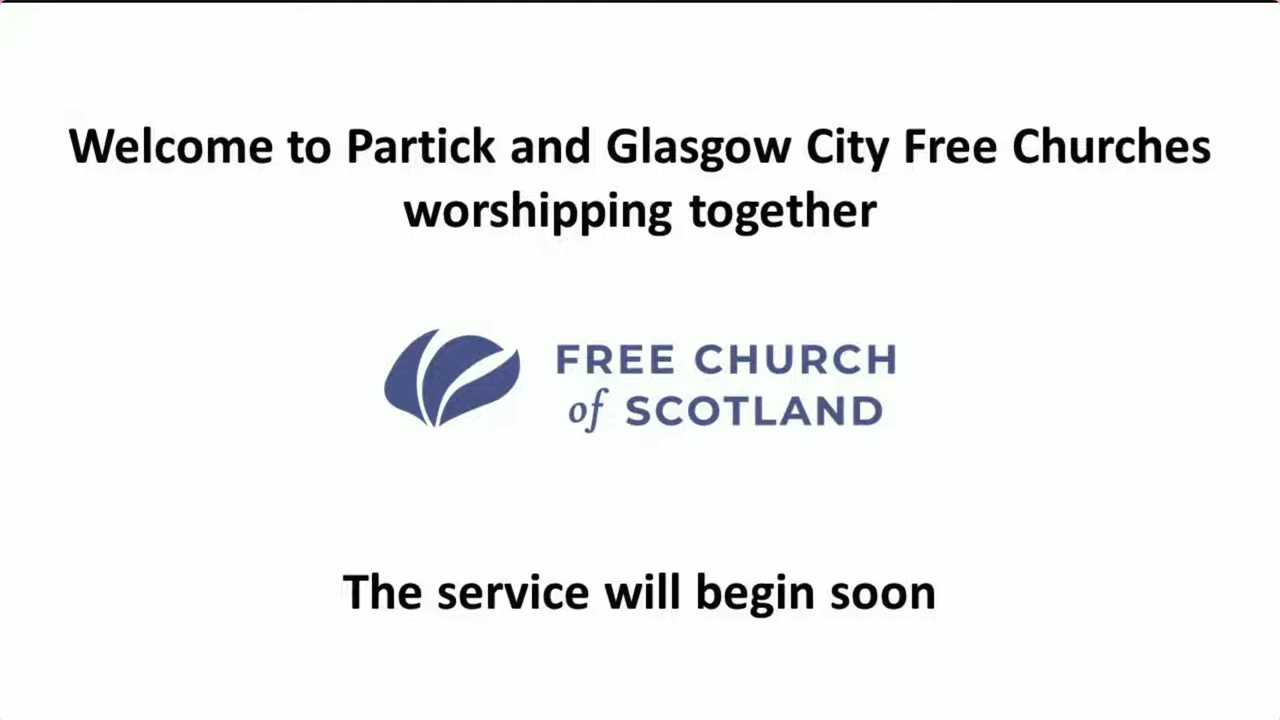 Welcome to Partick and Glasgow City Free Churches
worshipping together
FREE CHURCH
of SCOTLAND
The service will begin soon